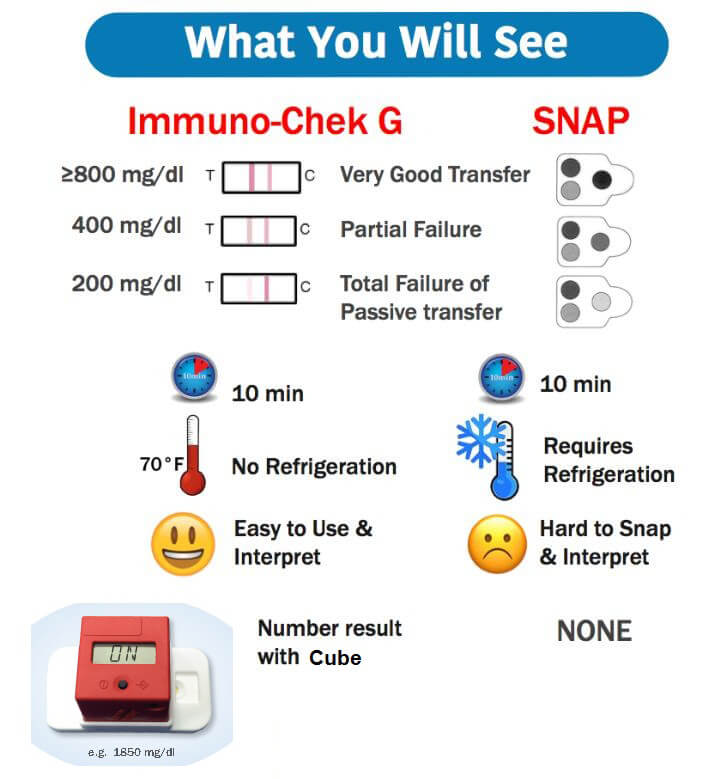 What You Will See
Immuno-Chek G SNAP
≥800 mg/dl T C Very Good Transfer
400 mg/dl T C Partial Failure
200 mg/dl T C Total Failure of
Passive transfer
10min
10 min
10min
10 min
70°F
No Refrigeration
Requires
Refrigeration
Easy to Use &
Interpret
Hard to Snap
& Interpret
ON
e.g. 1850 mg/dl
Number result
with Cube
NONE